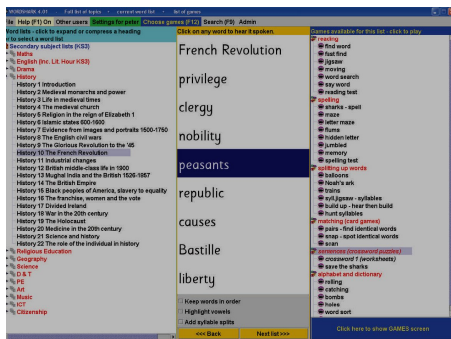 WORDSHARK 4.07 - Full list of topics - current word list - list of games
File Help (F1) On Other users Settings for peter Choose games (F12) Search (F9) Admin
Word lists - click to expand or compress a heading
or to select a word list
Secondary subject lists (KS3)
Maths
English (inc. Lit. Hour KS3)
Drama
History
History 1 Introduction
History 2 Medieval monarchs and power
History 3 Life in medieval times
History 4 The medieval church
History 5 Religion in the reign of Elizabeth 1
History 6 Islamic states 600-1600
History 7 Evidence from images and portraits 1500-1750
History 8 The English civil wars
History 9 The Glorious Revolution to the '45
History 10 The French Revolution
History 11 Industrial changes
History 12 British middle-class life in 1900
History 13 Mughal India and the British 1526-1857
History 14 The British Empire
History 15 Black peoples of America, slavery to equality
History 16 The franchise, women and the vote
History 17 Divided Ireland
History 18 War in the 20th century
History 19 The Holocaust
History 20 Medicine in the 20th century
History 21 Science and history
History 22 The role of the individual in history
Religious Education
Geography
Science
D & T
PE
Art
Music
ICT
Citizenship
Click on any word to hear it spoken.
French Revolution
privilege
clergy
nobility
peasants
republic
causes
Bastille
liberty
Keep words in order
Highlight vowels
Add syllable splits
<<< Back Next list >>>
Games available for this list - click to play
reading
find word
fast find
jigsaw
moving
word search
say word
reading test
spelling
sharks - spell
maze
letter maze
flums
hidden letter
jumbled
memory
spelling test
splitting up words
balloons
Noah's ark
trains
syll.jigsaw - syllables
build up - hear then build
hunt syllables
matching (card games)
pairs - find identical words
snap - spot identical words
scan
sentences (crossword puzzles)
crossword 1 (worksheets)
save the sharks
alphabet and dictionary
rolling
catching
bombs
holes
word sort
Click here to show GAMES screen